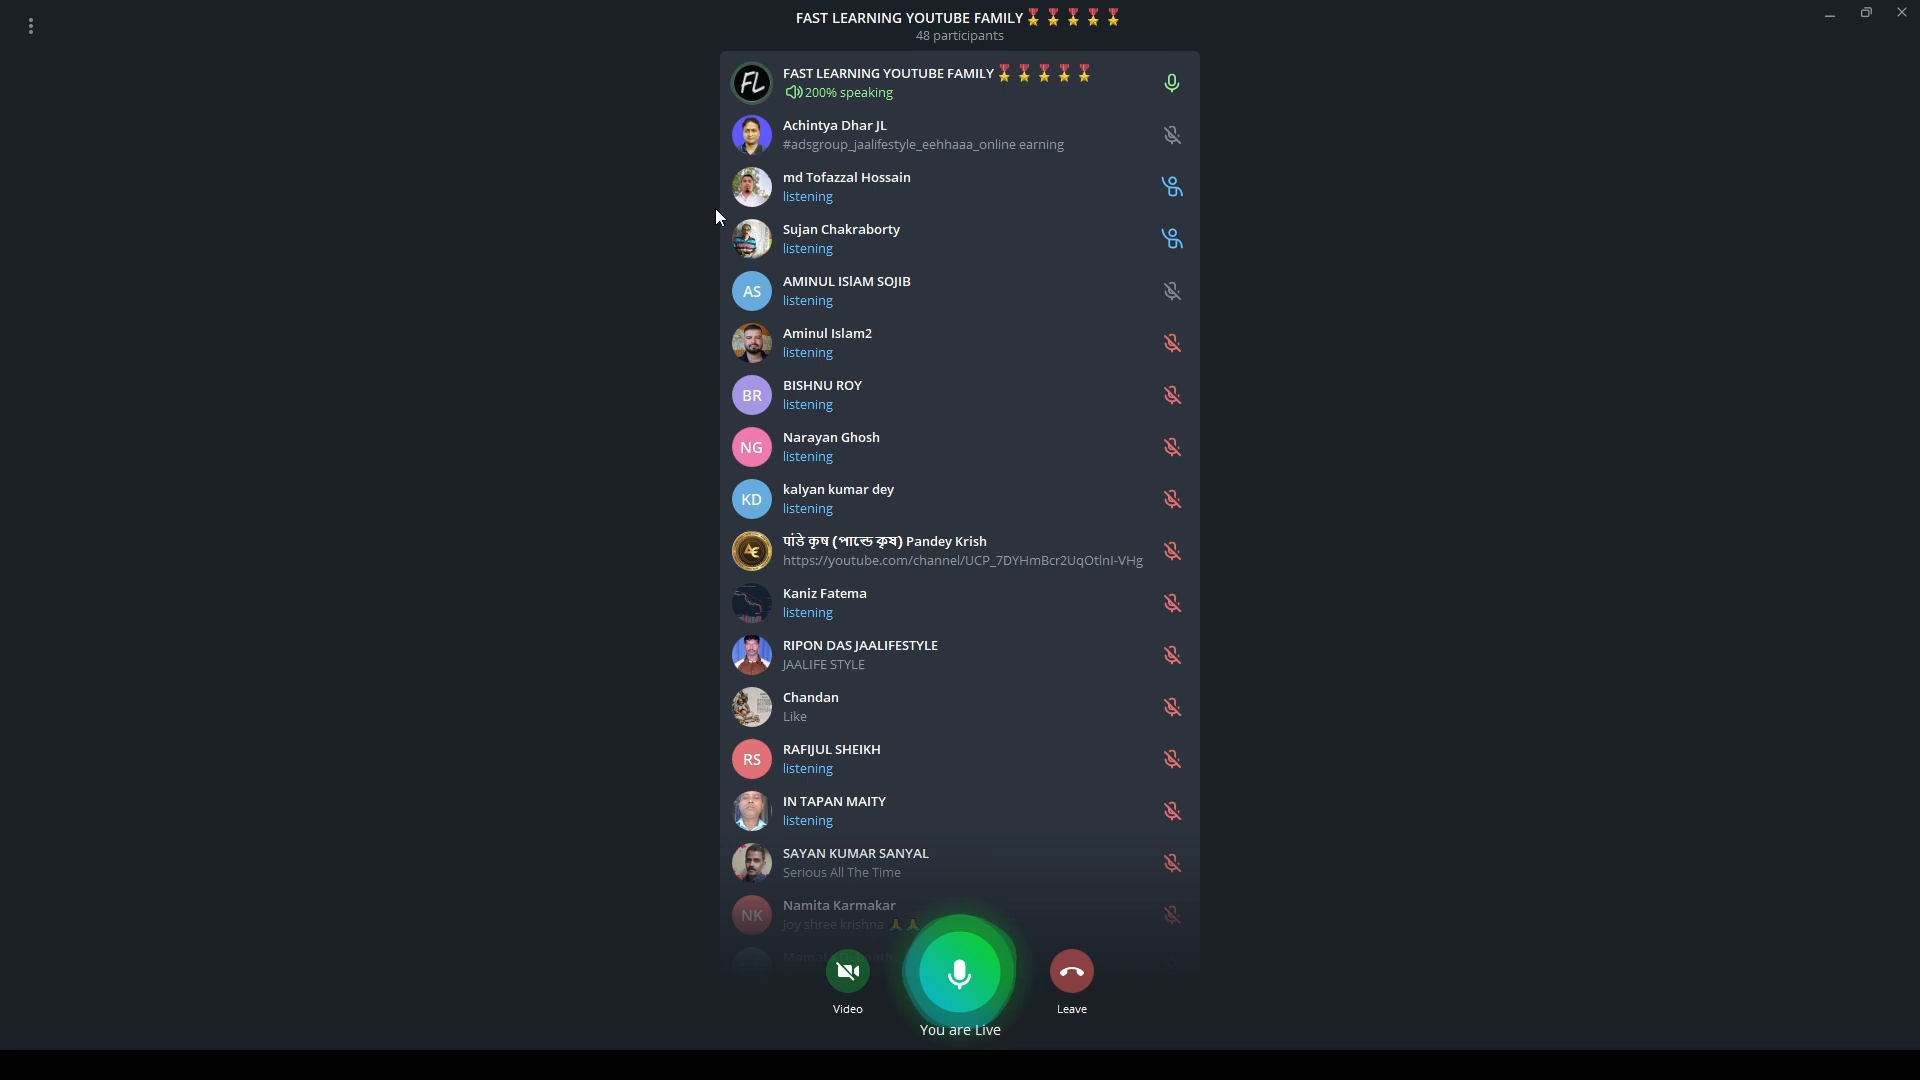 FAST LEARNING YOUTUBE FAMILY🎖️🎖️🎖️🎖️🎖️
48 participants
FL
FAST LEARNING YOUTUBE FAMILY🎖️🎖️🎖️🎖️🎖️
200% speaking
Achintya Dhar JL
#adsgroup_jaalifestyle_eehhaaa_online earning
md Tofazzal Hossain
listening
Sujan Chakraborty
listening
AS
AMINUL ISlAM SOJIB
listening
Aminul Islam2
listening
BR
BISHNU ROY
listening
NG
Narayan Ghosh
listening
KD
kalyan kumar dey
listening
पांडे कृष (পান্ডে কৃষ) Pandey Krish
https://youtube.com/channel/UCP_7DYHmBcr2UqOtlnI-VHg
Kaniz Fatema
listening
RIPON DAS JAALIFESTYLE
JAALIFE STYLE
Chandan
Like
RS
RAFIJUL SHEIKH
listening
IN TAPAN MAITY
listening
SAYAN KUMAR SANYAL
Serious All The Time
NK
Namita Karmakar
Joy shree krishna 🙏🙏
Video
Leave
You are Live